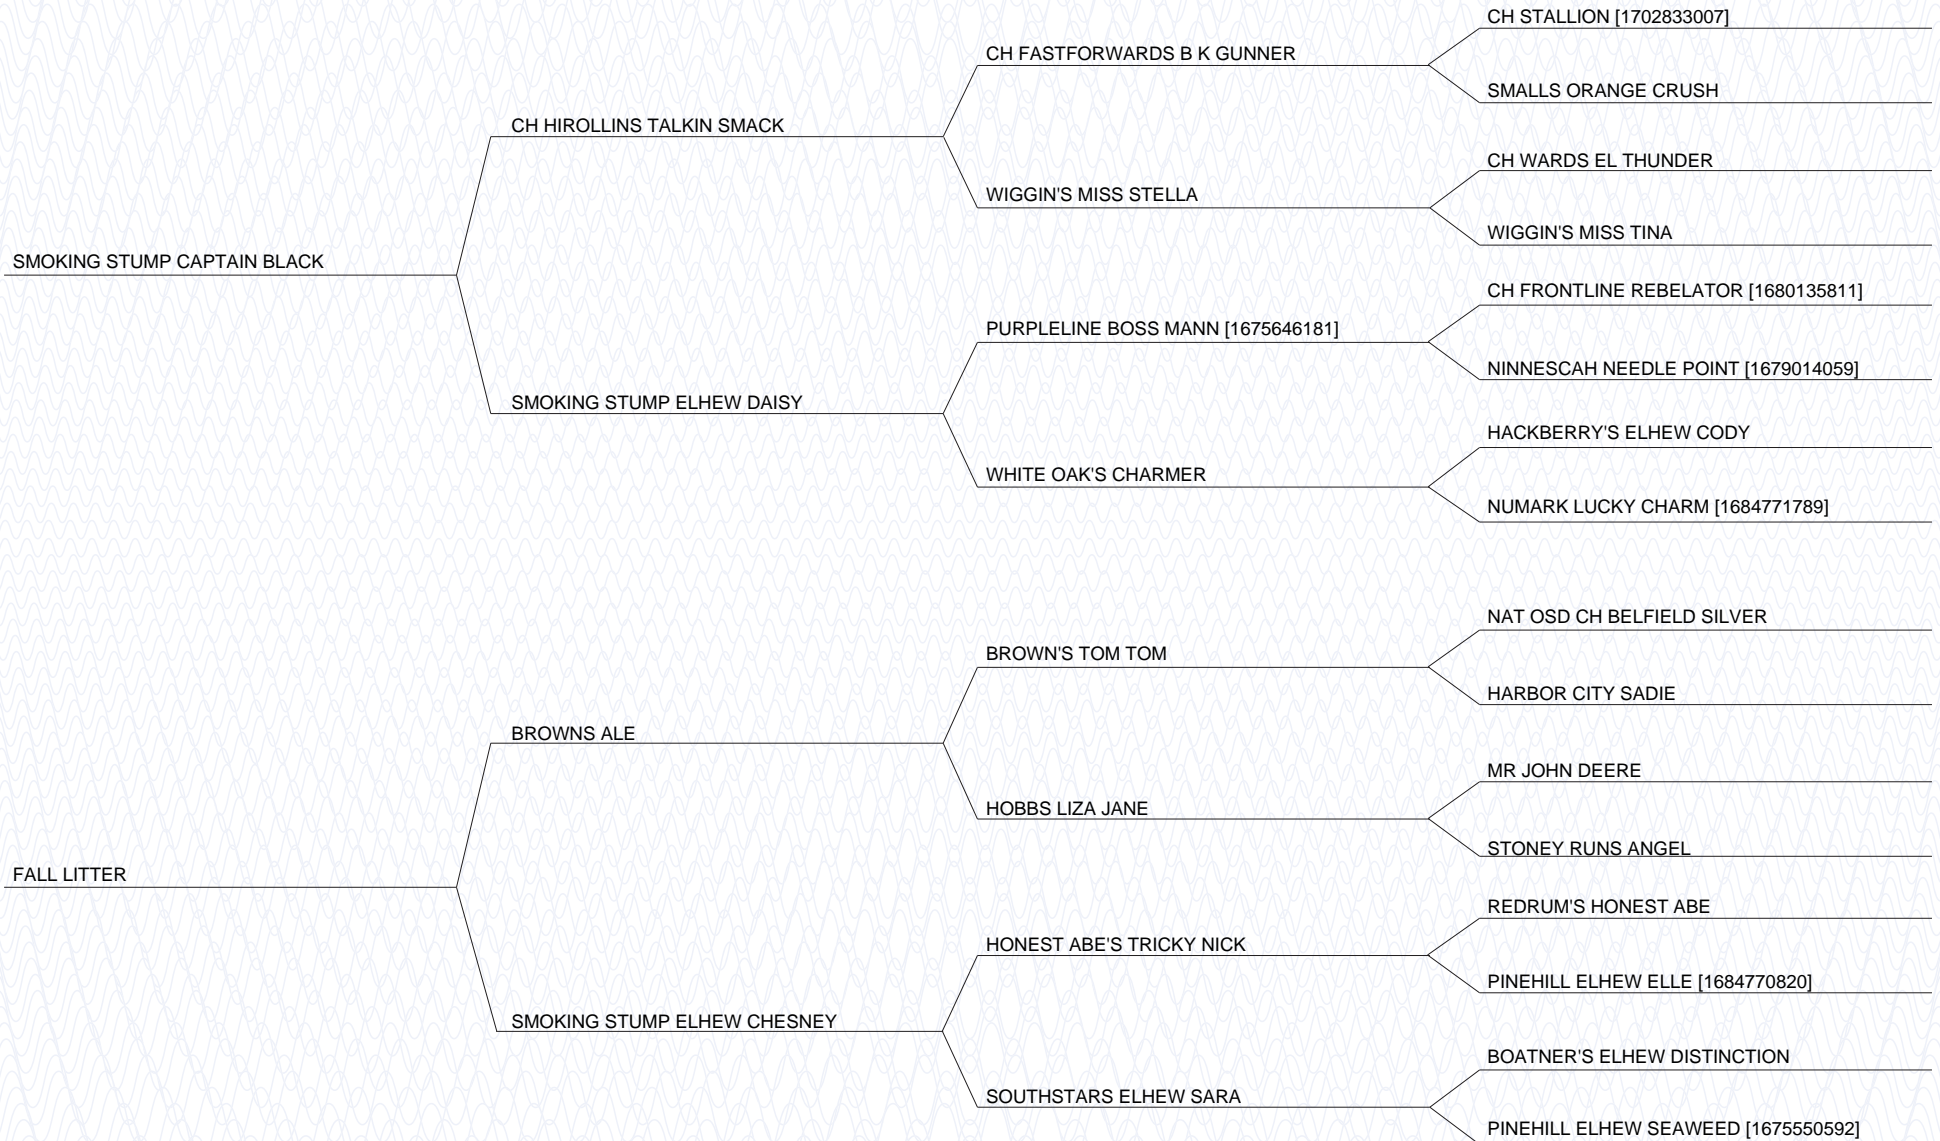 CH STALLION [1702833007]
CH FASTFORWARDS B K GUNNER
SMALLS ORANGE CRUSH
CH HIROLLINS TALKIN SMACK
CH WARDS EL THUNDER
WIGGIN'S MISS STELLA
WIGGIN'S MISS TINA
SMOKING STUMP CAPTAIN BLACK
CH FRONTLINE REBELATOR [1680135811]
PURPLELINE BOSS MANN [1675646181]
NINNESCAH NEEDLE POINT [1679014059]
SMOKING STUMP ELHEW DAISY
HACKBERRY'S ELHEW CODY
WHITE OAK'S CHARMER
NUMARK LUCKY CHARM [1684771789]
NAT OSD CH BELFIELD SILVER
BROWN'S TOM TOM
HARBOR CITY SADIE
BROWNS ALE
MR JOHN DEERE
HOBBS LIZA JANE
STONEY RUNS ANGEL
FALL LITTER
REDRUM'S HONEST ABE
HONEST ABE'S TRICKY NICK
PINEHILL ELHEW ELLE [1684770820]
SMOKING STUMP ELHEW CHESNEY
BOATNER'S ELHEW DISTINCTION
SOUTHSTARS ELHEW SARA
PINEHILL ELHEW SEAWEED [1675550592]